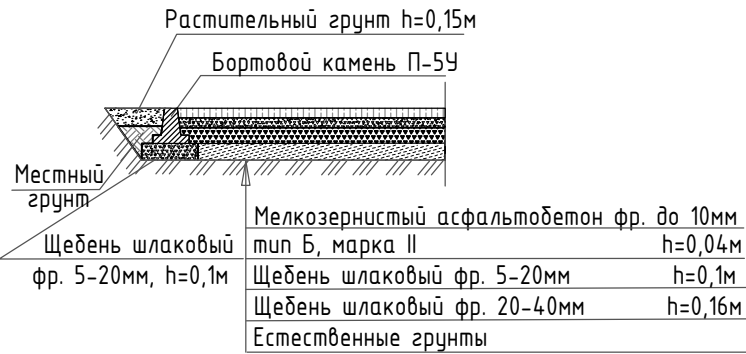 Растительный грунт h=0,15м
Бортовой камень П-5У
Местный
грунт
Щебень шлаковый
фр. 5-20мм, h=0,1м
Мелкозернистый асфальтобетон фр. до 10мм
тип Б, марка II h=0,04м
Щебень шлаковый фр. 5-20мм h=0,1м
Щебень шлаковый фр. 20-40мм h=0,16м
Естественные грунты